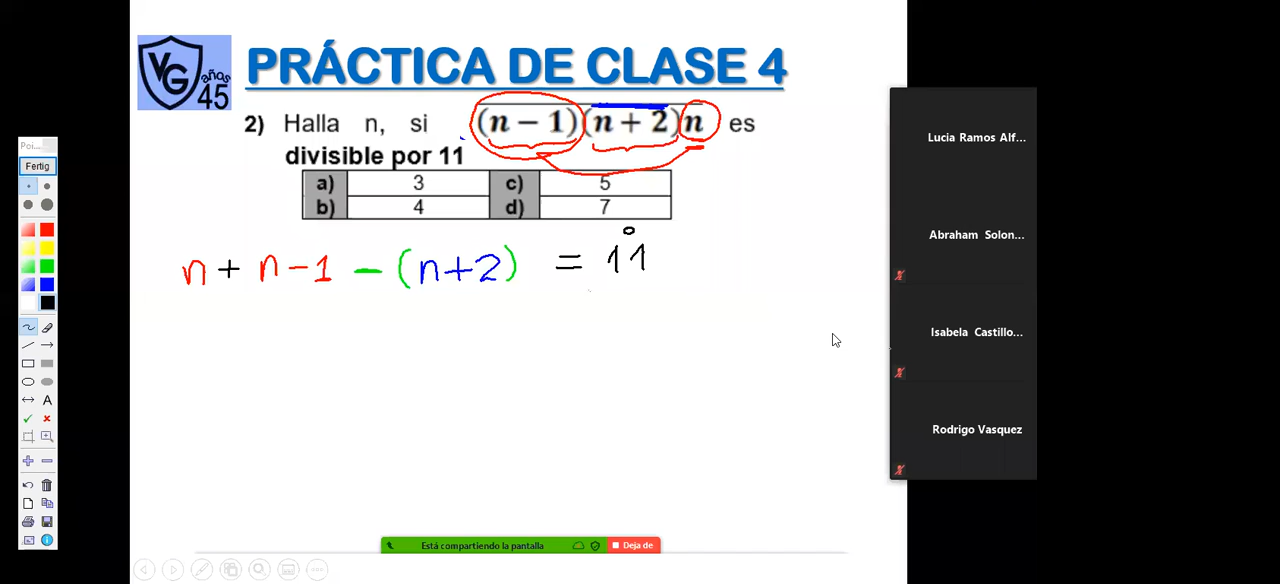 VG años 45
PRÁCTICA DE CLASE 4
2) Halla n, si (n − 1)(n + 2)n es
divisible por 11
a) 3 c) 5
b) 4 d) 7
n + n − 1 − (n + 2) = 11°
Poi...
Fertig
A
Lucia Ramos Alf...
Abraham Solon...
Isabela Castillo...
Rodrigo Vasquez
Está compartiendo la pantalla
Deja de